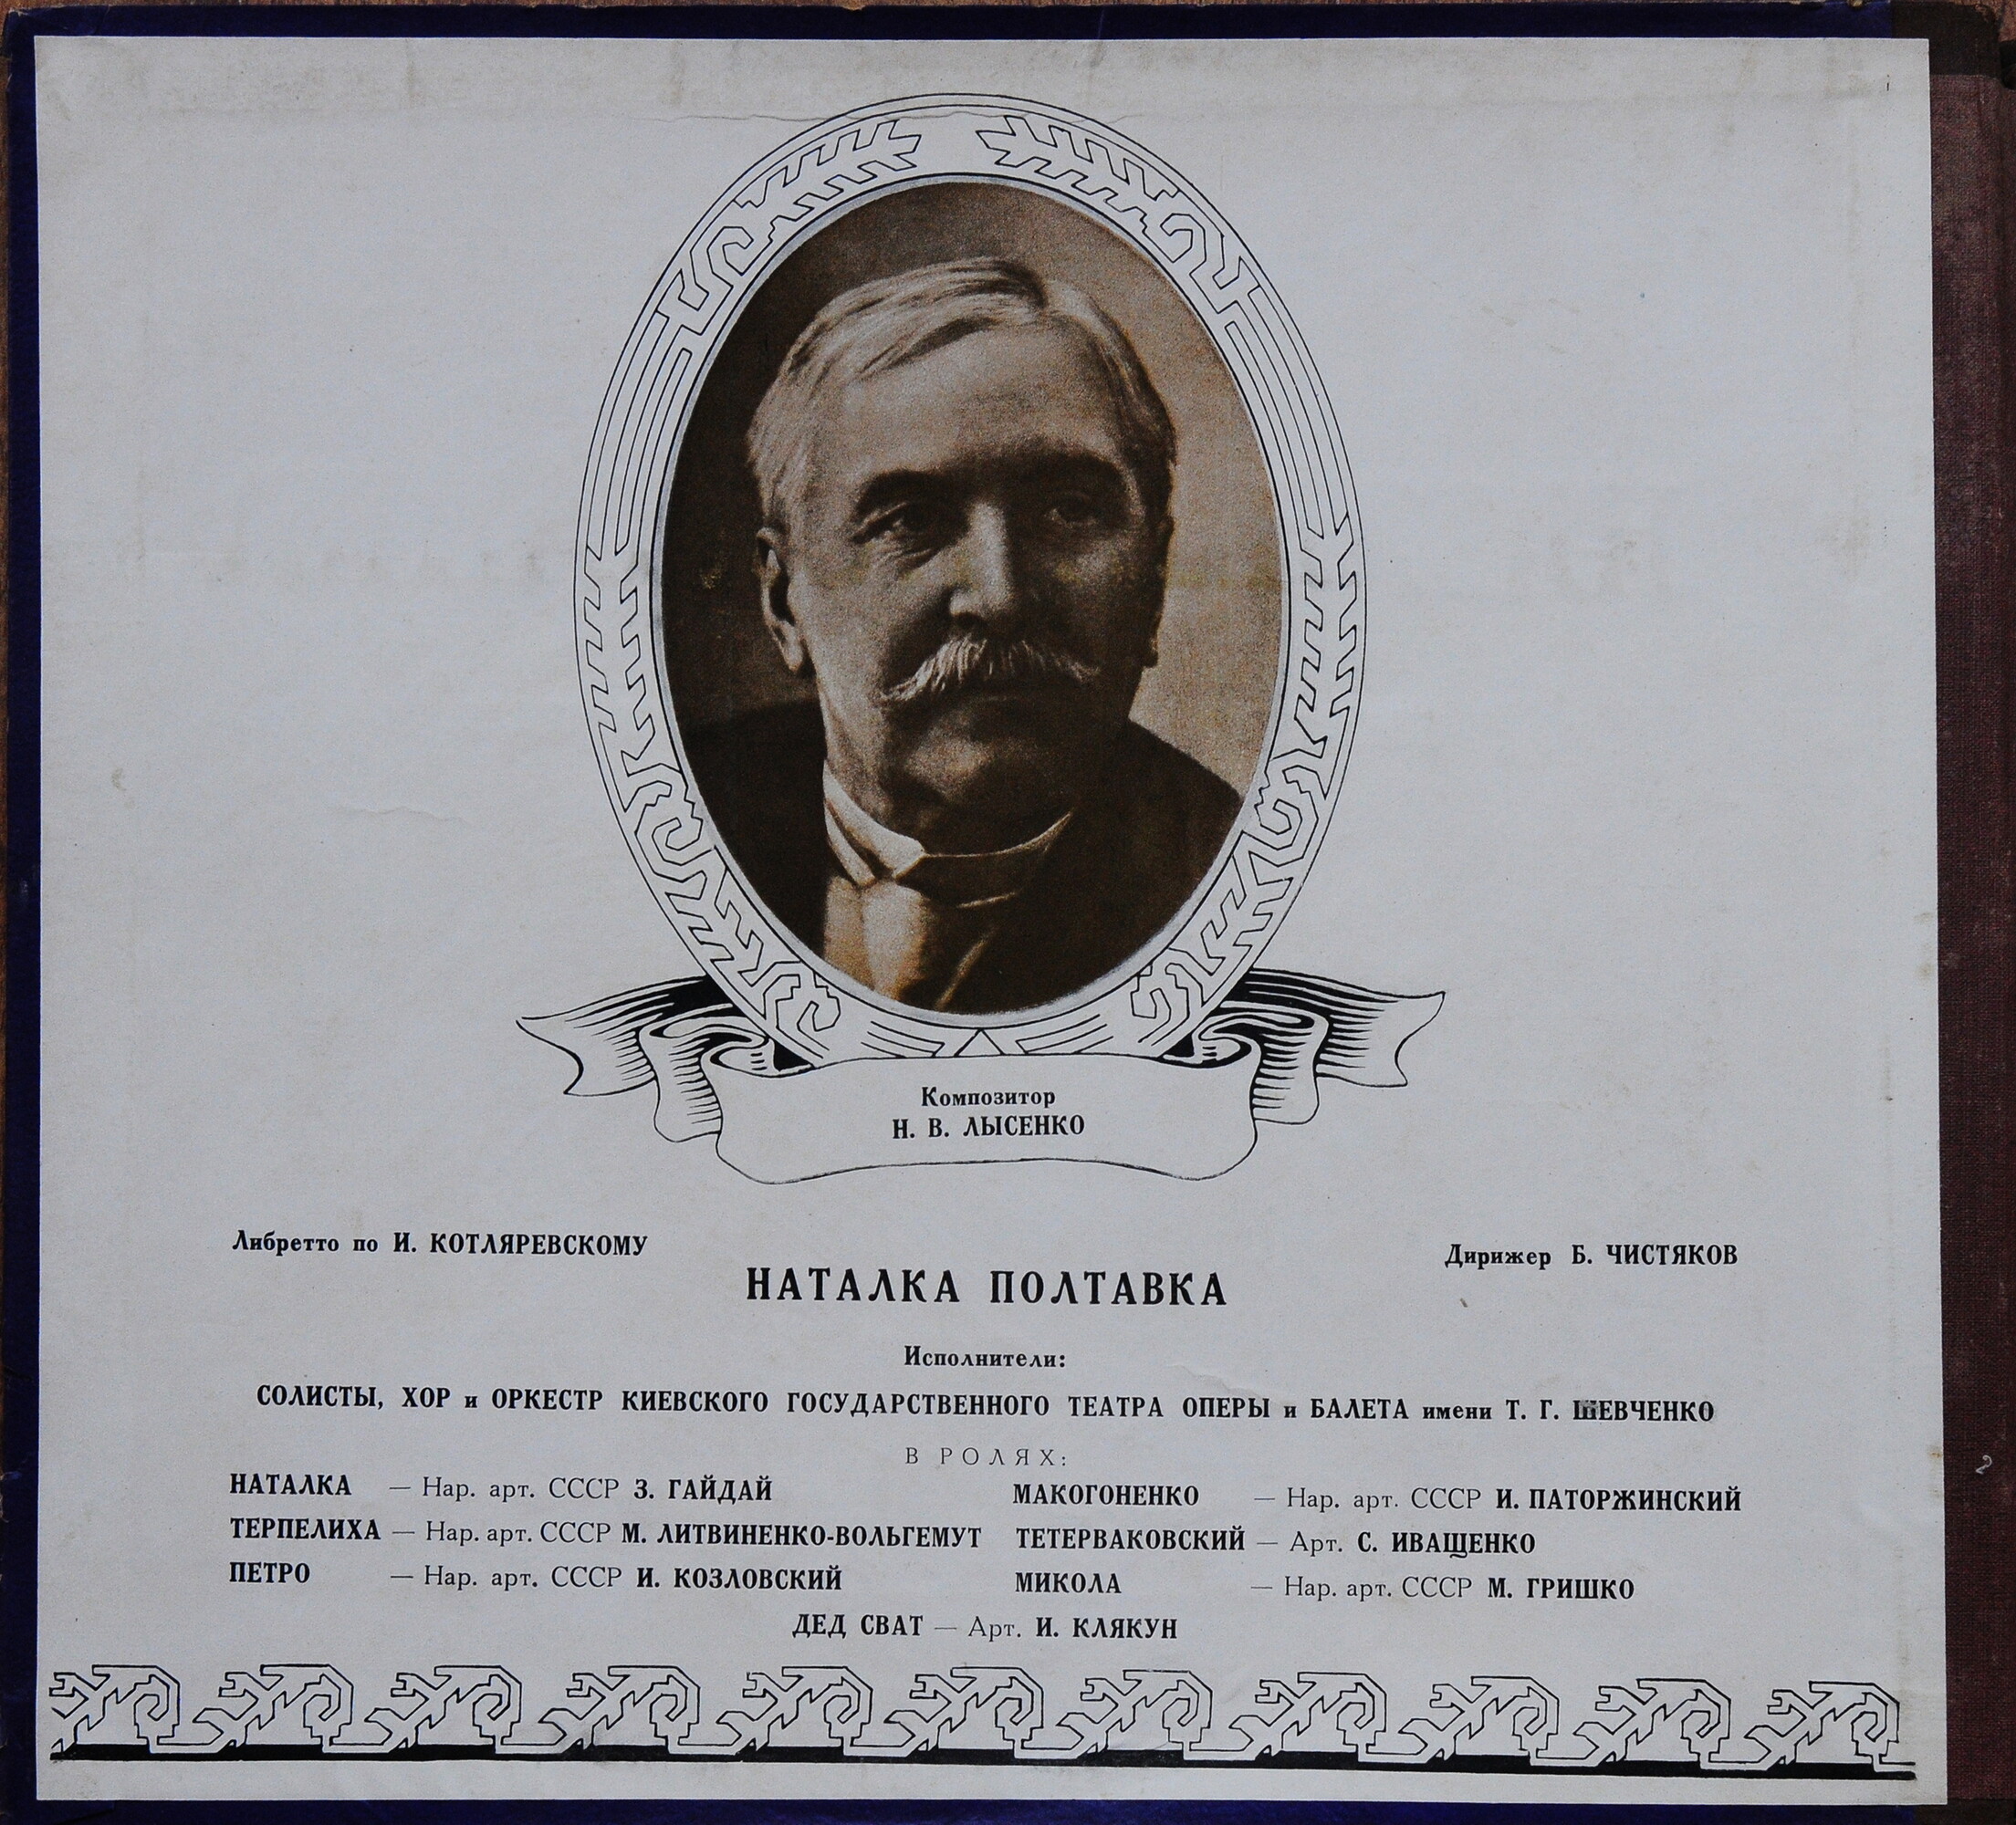 Композитор
Н. В. ЛЫСЕНКО
Либретто по И. КОТЛЯРЕВСКОМУ
Дирижер Б. ЧИСТЯКОВ
НАТАЛКА ПОЛТАВКА
Исполнители:
СОЛИСТЫ, ХОР и ОРКЕСТР КИЕВСКОГО ГОСУДАРСТВЕННОГО ТЕАТРА ОПЕРЫ и БАЛЕТА имени Т. Г. ШЕВЧЕНКО
В РОЛЯХ:
НАТАЛКА — Нар. арт. СССР З. ГАЙДАЙ
МАКОГОНЕНКО — Нар. арт. СССР И. ПАТОРЖИНСКИЙ
ТЕРПЕЛИХА — Нар. арт. СССР М. ЛИТВИНЕНКО-ВОЛЬГЕМУТ
ТЕТЕРВАКОВСКИЙ — Арт. С. ИВАЩЕНКО
ПЕТРО — Нар. арт. СССР И. КОЗЛОВСКИЙ
МИКОЛА — Нар. арт. СССР М. ГРИШКО
ДЕД СВАТ — Арт. И. КЛЯКУН
2